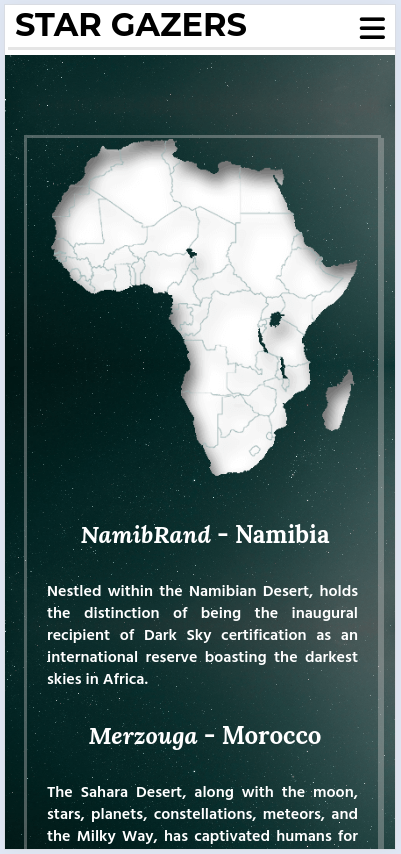 STAR GAZERS
NamibRand - Namibia
Nestled within the Namibian Desert, holds
the distinction of being the inaugural
recipient of Dark Sky certification as an
international reserve boasting the darkest
skies in Africa.
Merzouga - Morocco
The Sahara Desert, along with the moon,
stars, planets, constellations, meteors, and
the Milky Way, has captivated humans for